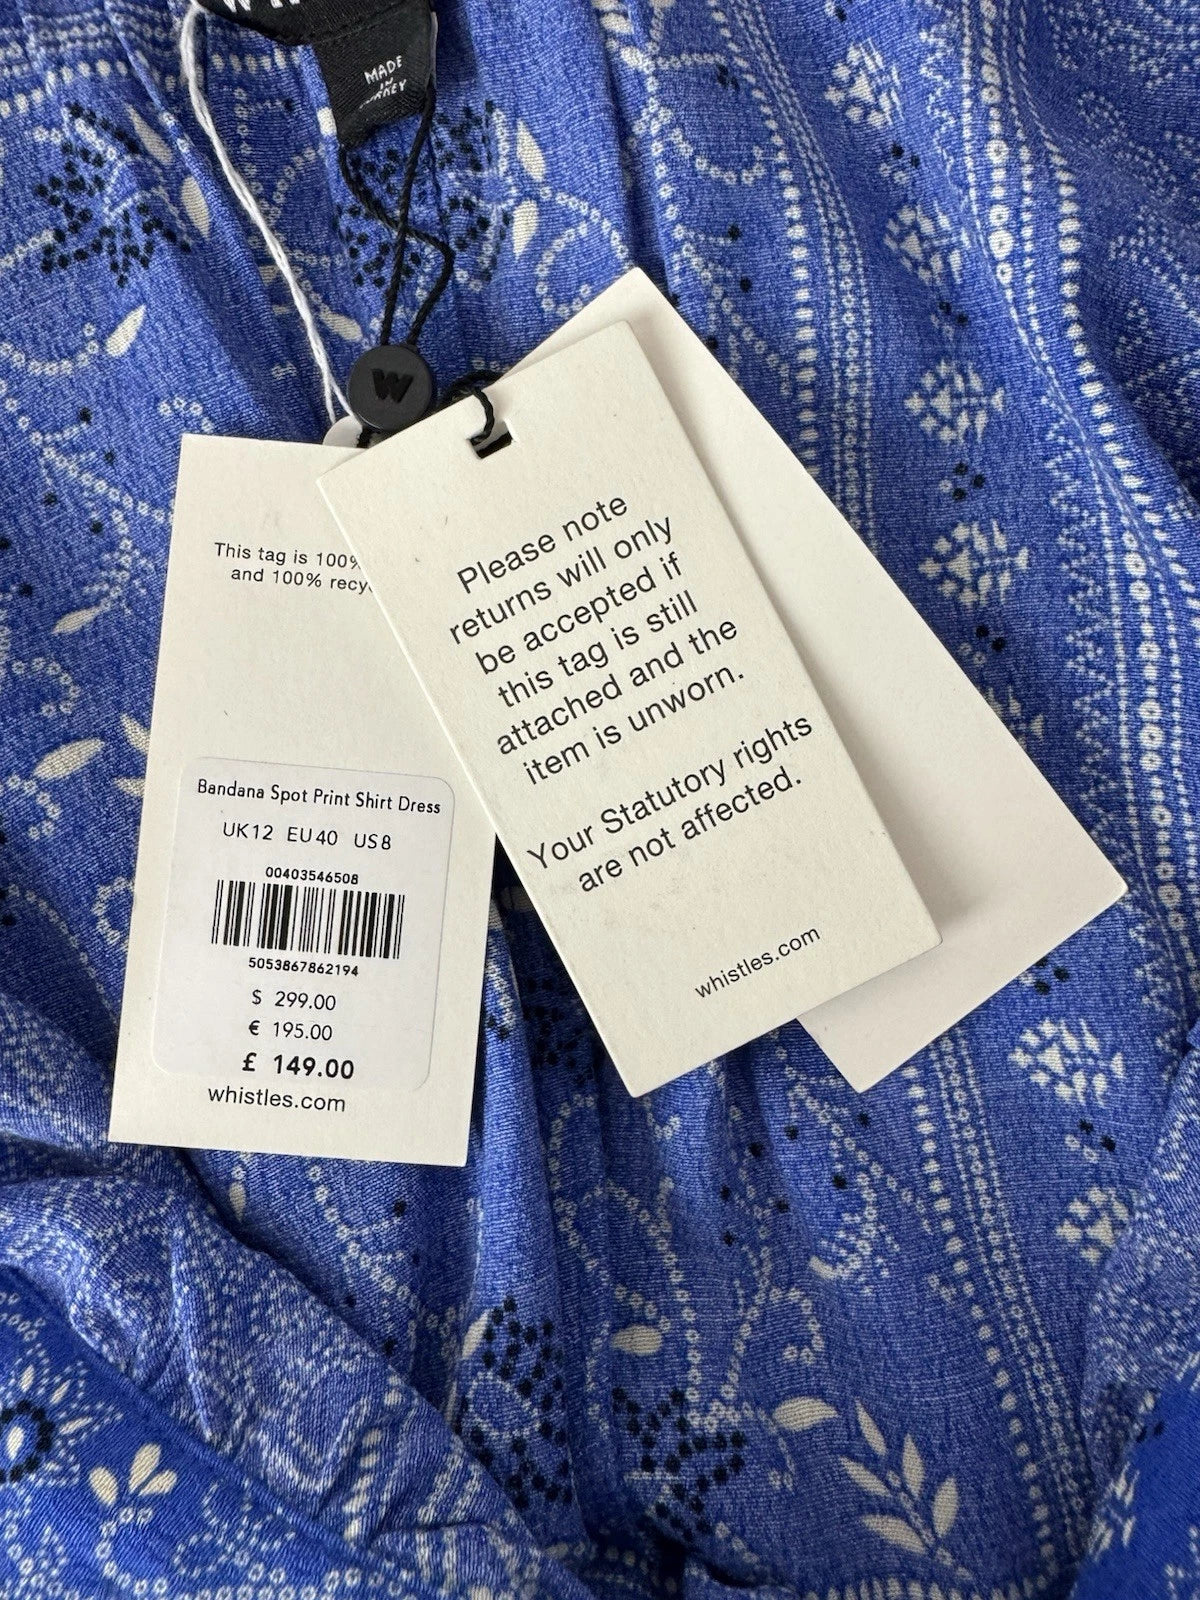 MADE
IN
W
This tag is 100%
and 100%
Bandana Spot Print Shirt Dress
UK12 EU40 US8
00403546508
5053867862194
$ 299.00
€ 195.00
£ 149.00
whistles.com
Please note
returns will only
be accepted if
this tag is still
attached and the
item is unworn.
Your Statutory rights
are not affected.
whistles.com